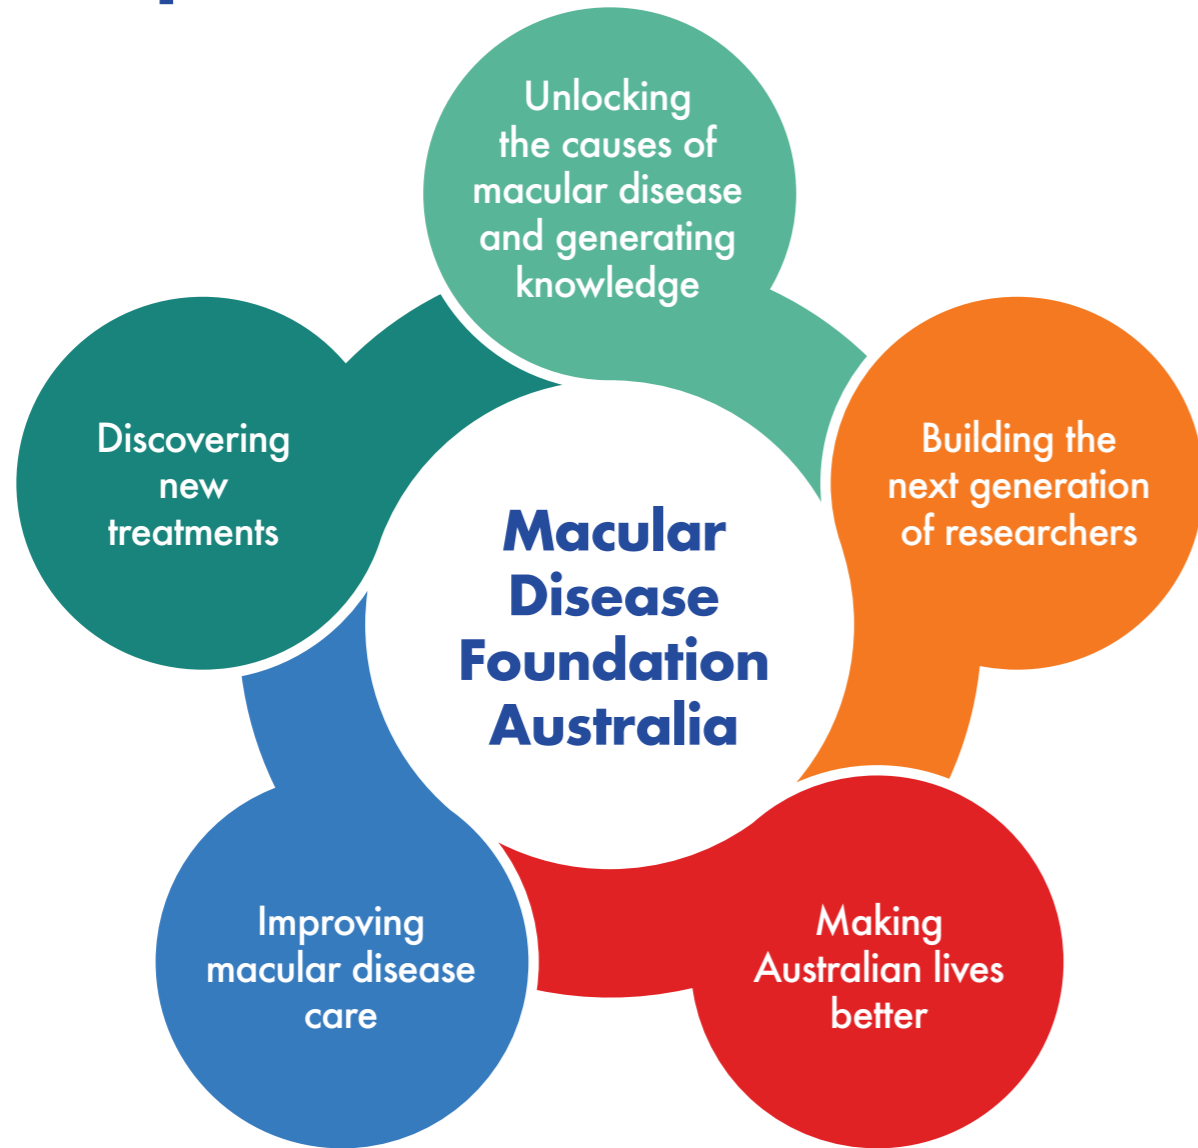 Unlocking
the causes of
macular disease
and generating
knowledge
Building the
next generation
of researchers
Making
Australian lives
better
Improving
macular disease
care
Discovering
new
treatments
Macular
Disease
Foundation
Australia